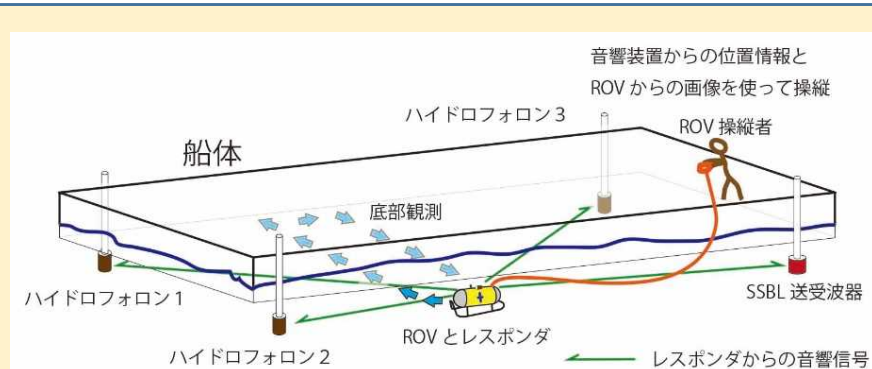 音響装置からの位置情報と
ROV からの画像を使って操縦
ハイドロフォロン 3
ROV 操縦者
船体
底部観測
ハイドロフォロン 1
SSBL 送受波器
ROV とレスポンダ
ハイドロフォロン 2
レスポンダからの音響信号